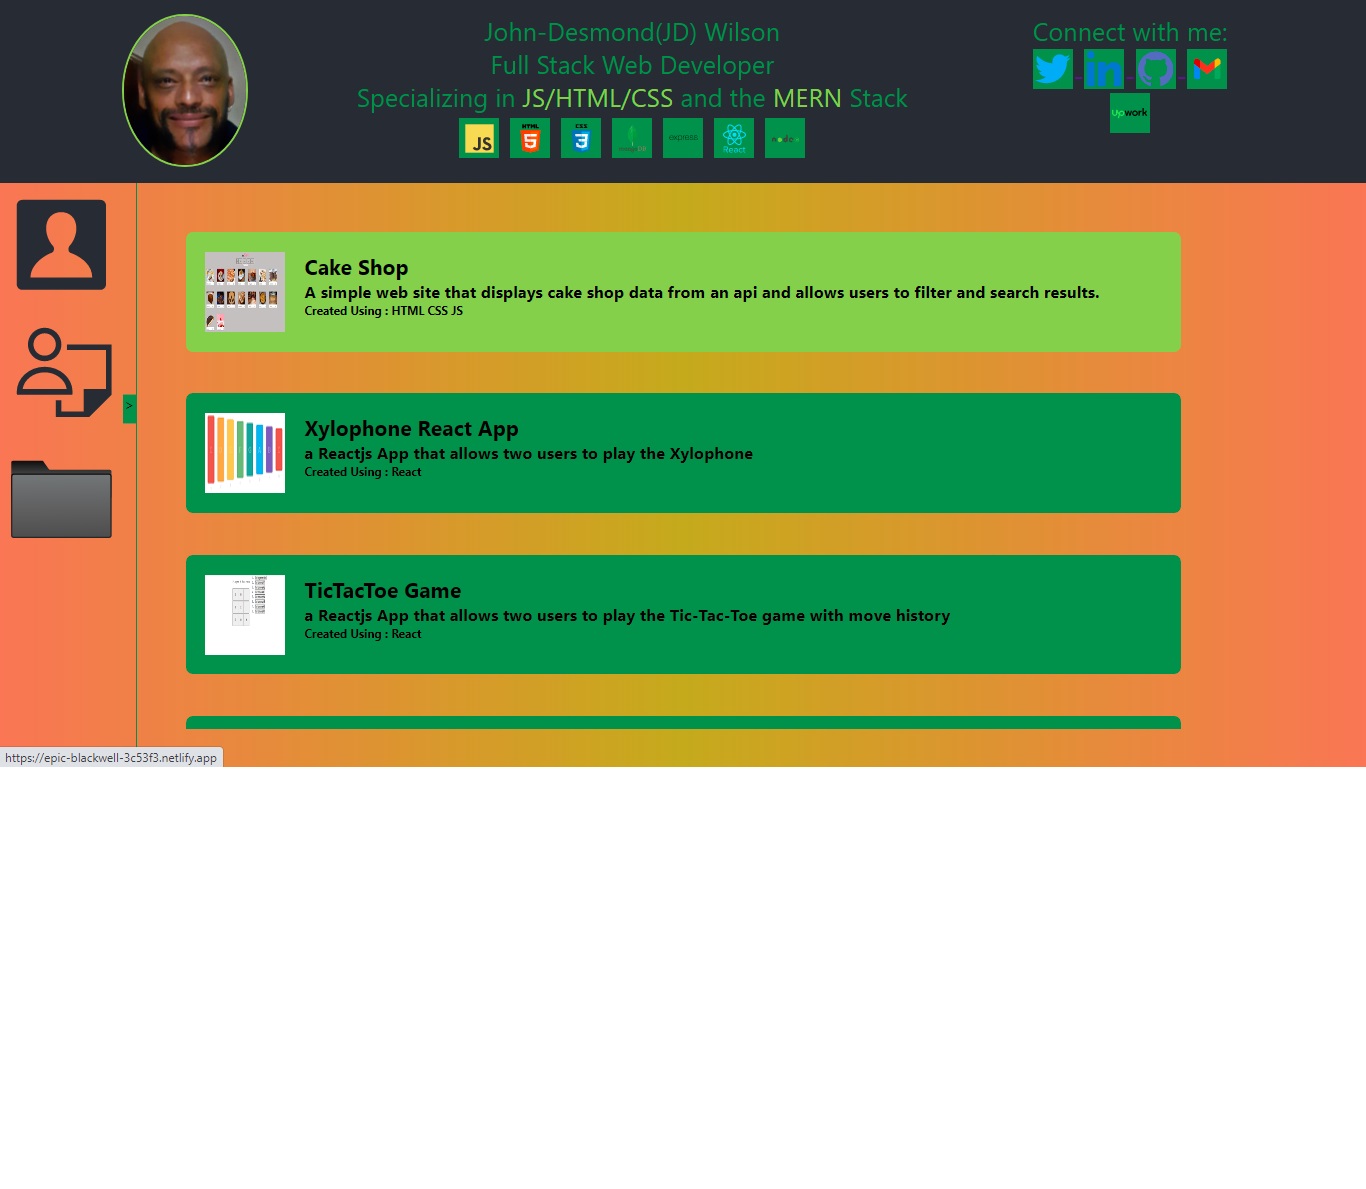 John-Desmond(JD) Wilson
Full Stack Web Developer
Specializing in JS/HTML/CSS and the MERN Stack
JS
HTML
5
CSS
3
express
React
node
Connect with me:
in
M
upwork
>
Cake Shop
A simple web site that displays cake shop data from an api and allows users to filter and search results.
Created Using : HTML CSS JS
Xylophone React App
a Reactjs App that allows two users to play the Xylophone
Created Using : React
TicTacToe Game
a Reactjs App that allows two users to play the Tic-Tac-Toe game with move history
Created Using : React
https://epic-blackwell-3c53f3.netlify.app